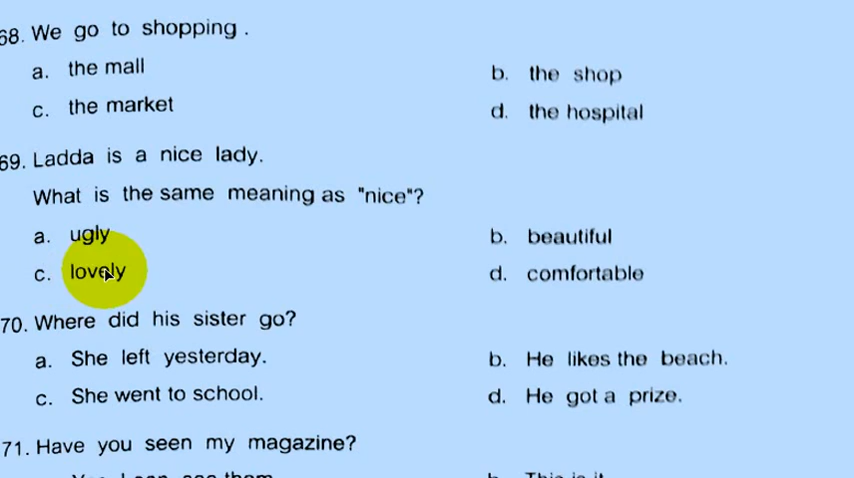 68. We go to shopping .
a. the mall
b. the shop
c. the market
d. the hospital
69. Ladda is a nice lady.
What is the same meaning as "nice"?
a. ugly
b. beautiful
c. lovely
d. comfortable
70. Where did his sister go?
a. She left yesterday.
b. He likes the beach.
c. She went to school.
d. He got a prize.
71. Have you seen my magazine?